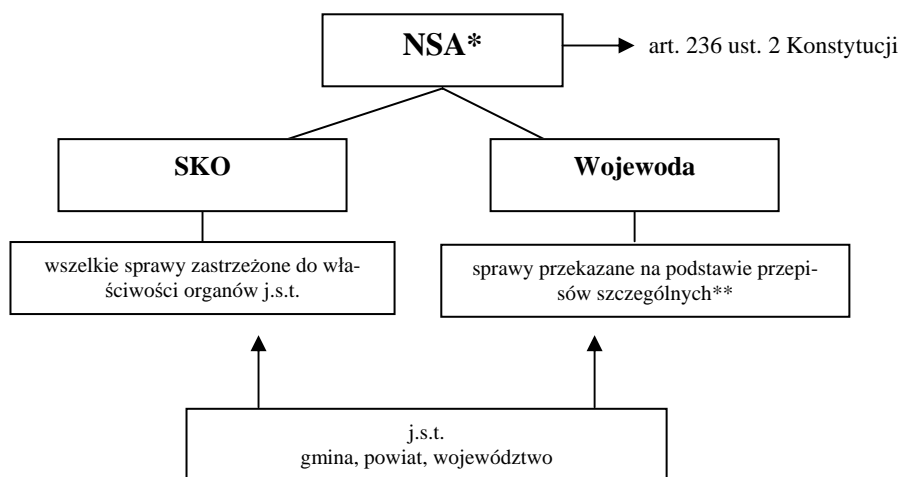 NSA*
art. 236 ust. 2 Konstytucji
SKO
Wojewoda
wszelkie sprawy zastrzeżone do wła-
ściwości organów j.s.t.
sprawy przekazane na podstawie przepi-
sów szczególnych**
j.s.t.
gmina, powiat, województwo